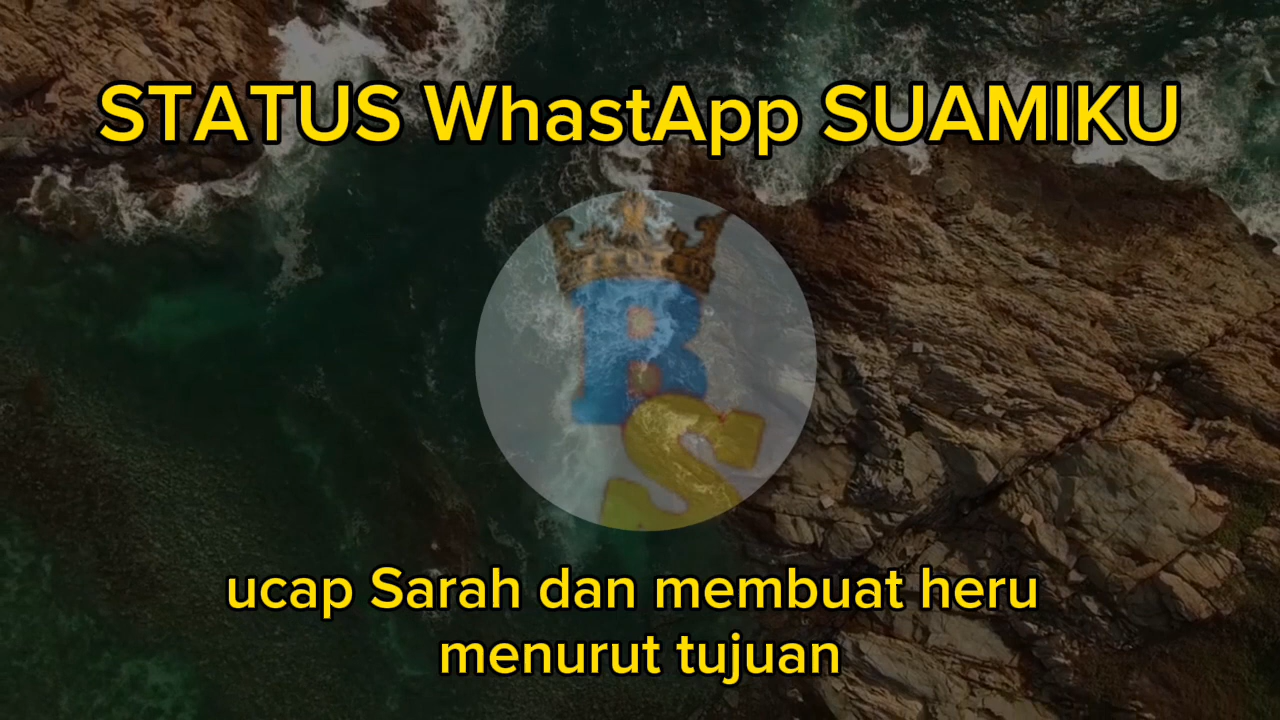 STATUS WhastApp SUAMIKU
B
S
ucap Sarah dan membuat heru
menurut tujuan